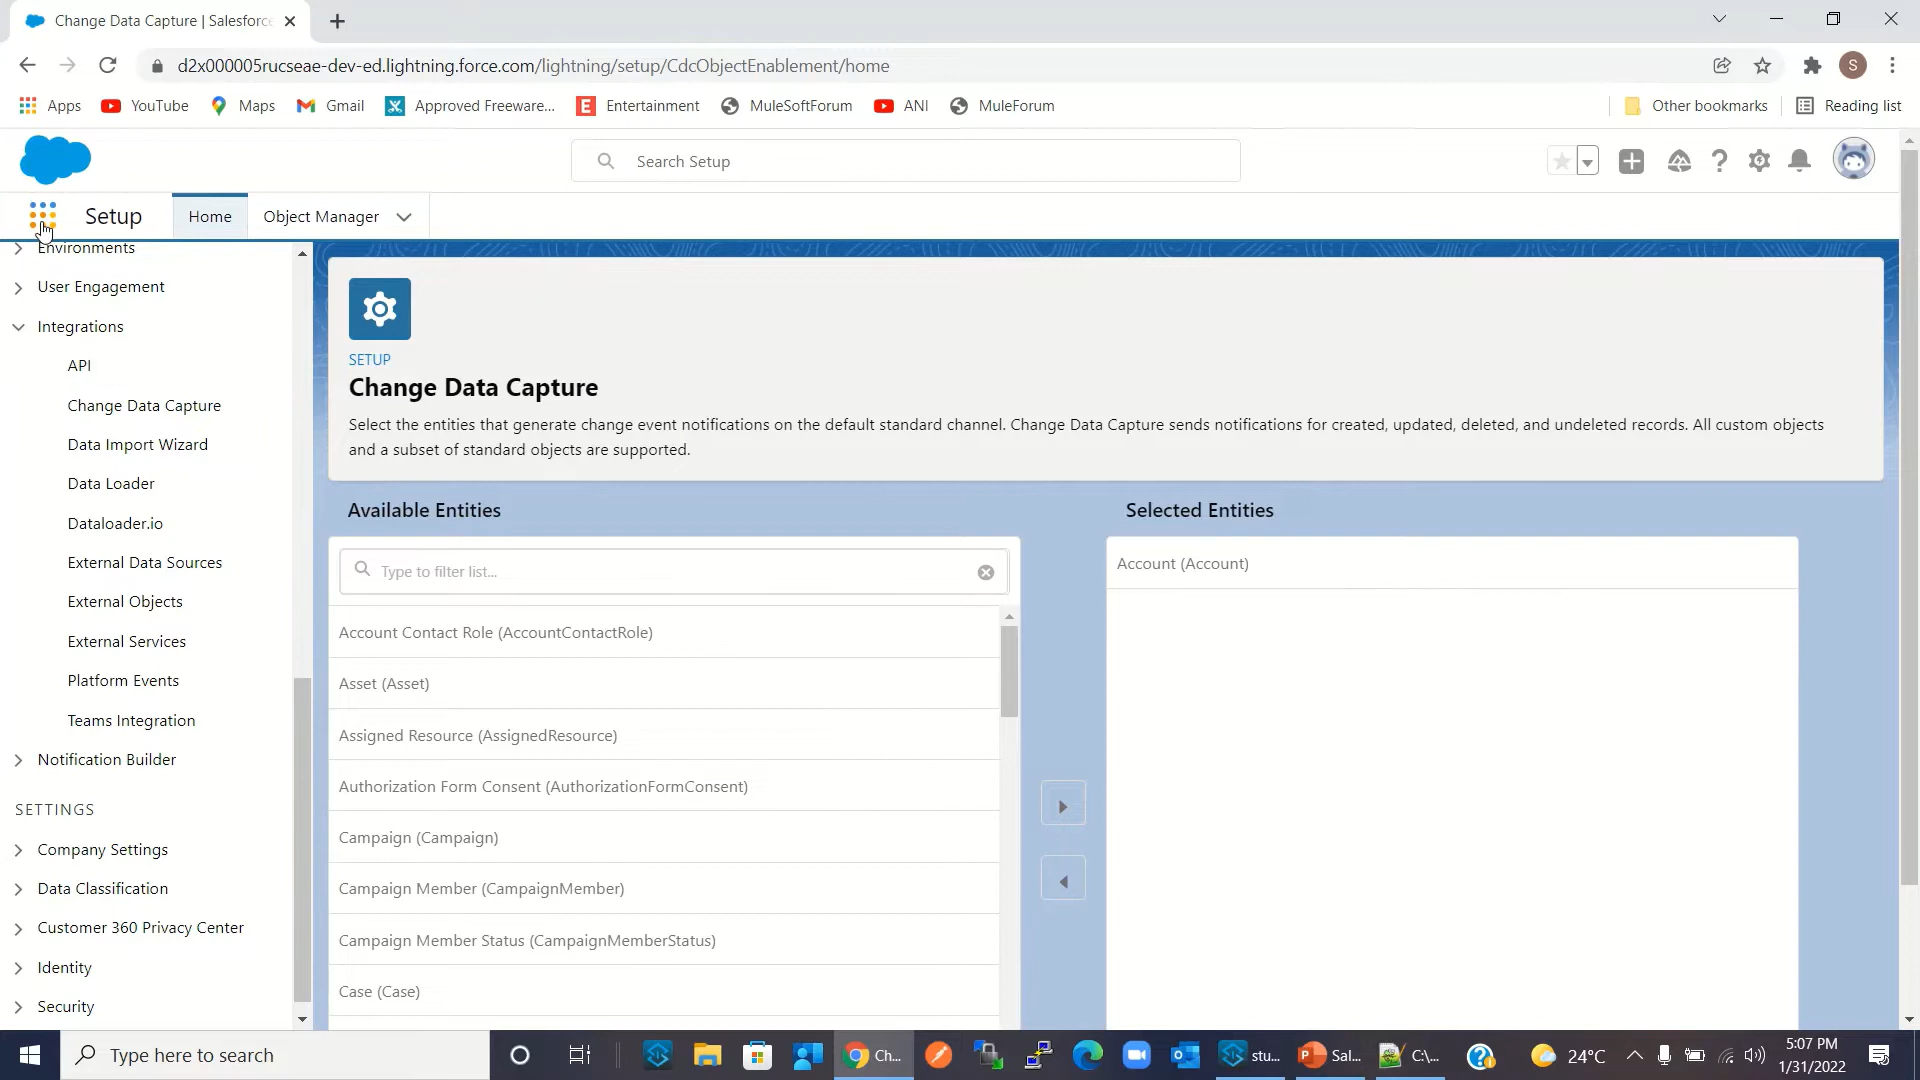 Change Data Capture | Salesforce
d2x000005rucseae-dev-ed.lightning.force.com/lightning/setup/CdcObjectEnablement/home
S
Apps YouTube Maps Gmail Approved Freeware... Entertainment MuleSoftForum ANI MuleForum Other bookmarks Reading list
Search Setup
Setup Home Object Manager
Environments
User Engagement
Integrations
API
Change Data Capture
Data Import Wizard
Data Loader
Dataloader.io
External Data Sources
External Objects
External Services
Platform Events
Teams Integration
Notification Builder
SETTINGS
Company Settings
Data Classification
Customer 360 Privacy Center
Identity
Security
SETUP
Change Data Capture
Select the entities that generate change event notifications on the default standard channel. Change Data Capture sends notifications for created, updated, deleted, and undeleted records. All custom objects
and a subset of standard objects are supported.
Available Entities
Type to filter list...
Account Contact Role (AccountContactRole)
Asset (Asset)
Assigned Resource (AssignedResource)
Authorization Form Consent (AuthorizationFormConsent)
Campaign (Campaign)
Campaign Member (CampaignMember)
Campaign Member Status (CampaignMemberStatus)
Case (Case)
Selected Entities
Account (Account)
Type here to search
Ch... stu... Sal... C:\... 24°C
5:07 PM
1/31/2022